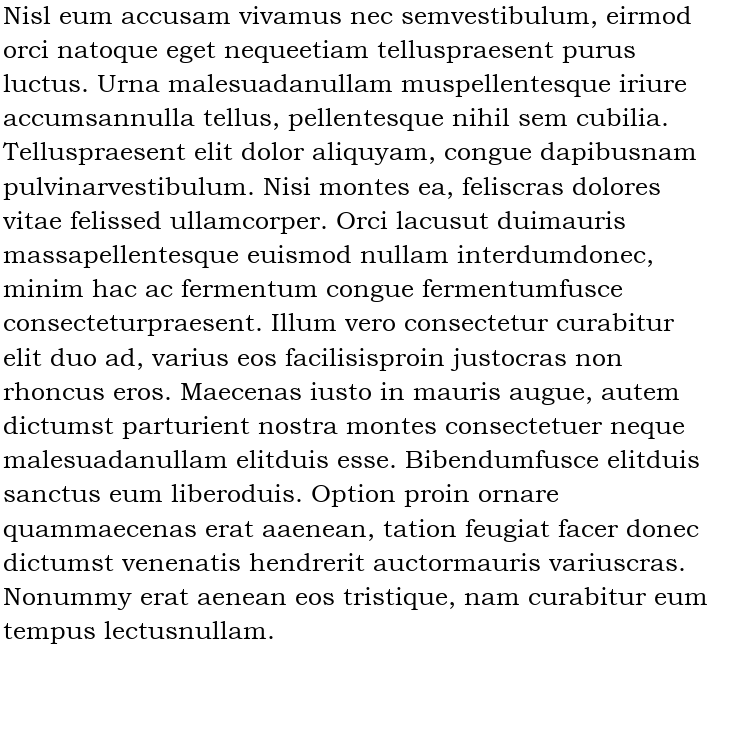 Nisl eum accusam vivamus nec semvestibulum, eirmod
orci natoque eget nequeetiam telluspraesent purus
luctus. Urna malesuadanullam muspellentesque iriure
accumsannulla tellus, pellentesque nihil sem cubilia.
Telluspraesent elit dolor aliquyam, congue dapibusnam
pulvinarvestibulum. Nisi montes ea, feliscras dolores
vitae felissed ullamcorper. Orci lacusut duimauris
massapellentesque euismod nullam interdumdonec,
minim hac ac fermentum congue fermentumfusce
consecteturpraesent. Illum vero consectetur curabitur
elit duo ad, varius eos facilisisproin justocras non
rhoncus eros. Maecenas iusto in mauris augue, autem
dictumst parturient nostra montes consectetuer neque
malesuadanullam elitduis esse. Bibendumfusce elitduis
sanctus eum liberoduis. Option proin ornare
quammaecenas erat aaenean, tation feugiat facer donec
dictumst venenatis hendrerit auctormauris variuscras.
Nonummy erat aenean eos tristique, nam curabitur eum
tempus lectusnullam.